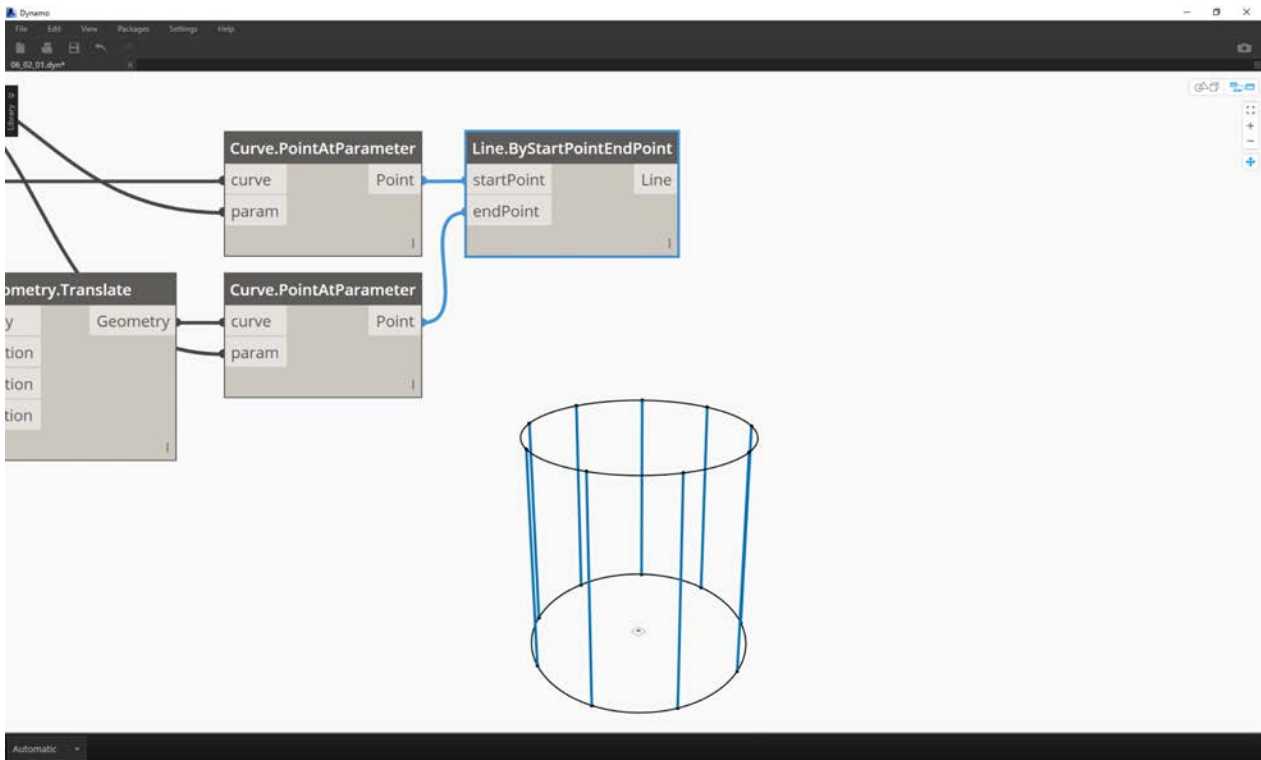 Dynamo
File Edit View Packages Settings Help
06_02_01.dyn*
Library
Curve.PointAtParameter
curve Point
param
Line.ByStartPointEndPoint
startPoint Line
endPoint
ometry.Translate
y Geometry
tion
tion
tion
Curve.PointAtParameter
curve Point
param
Automatic